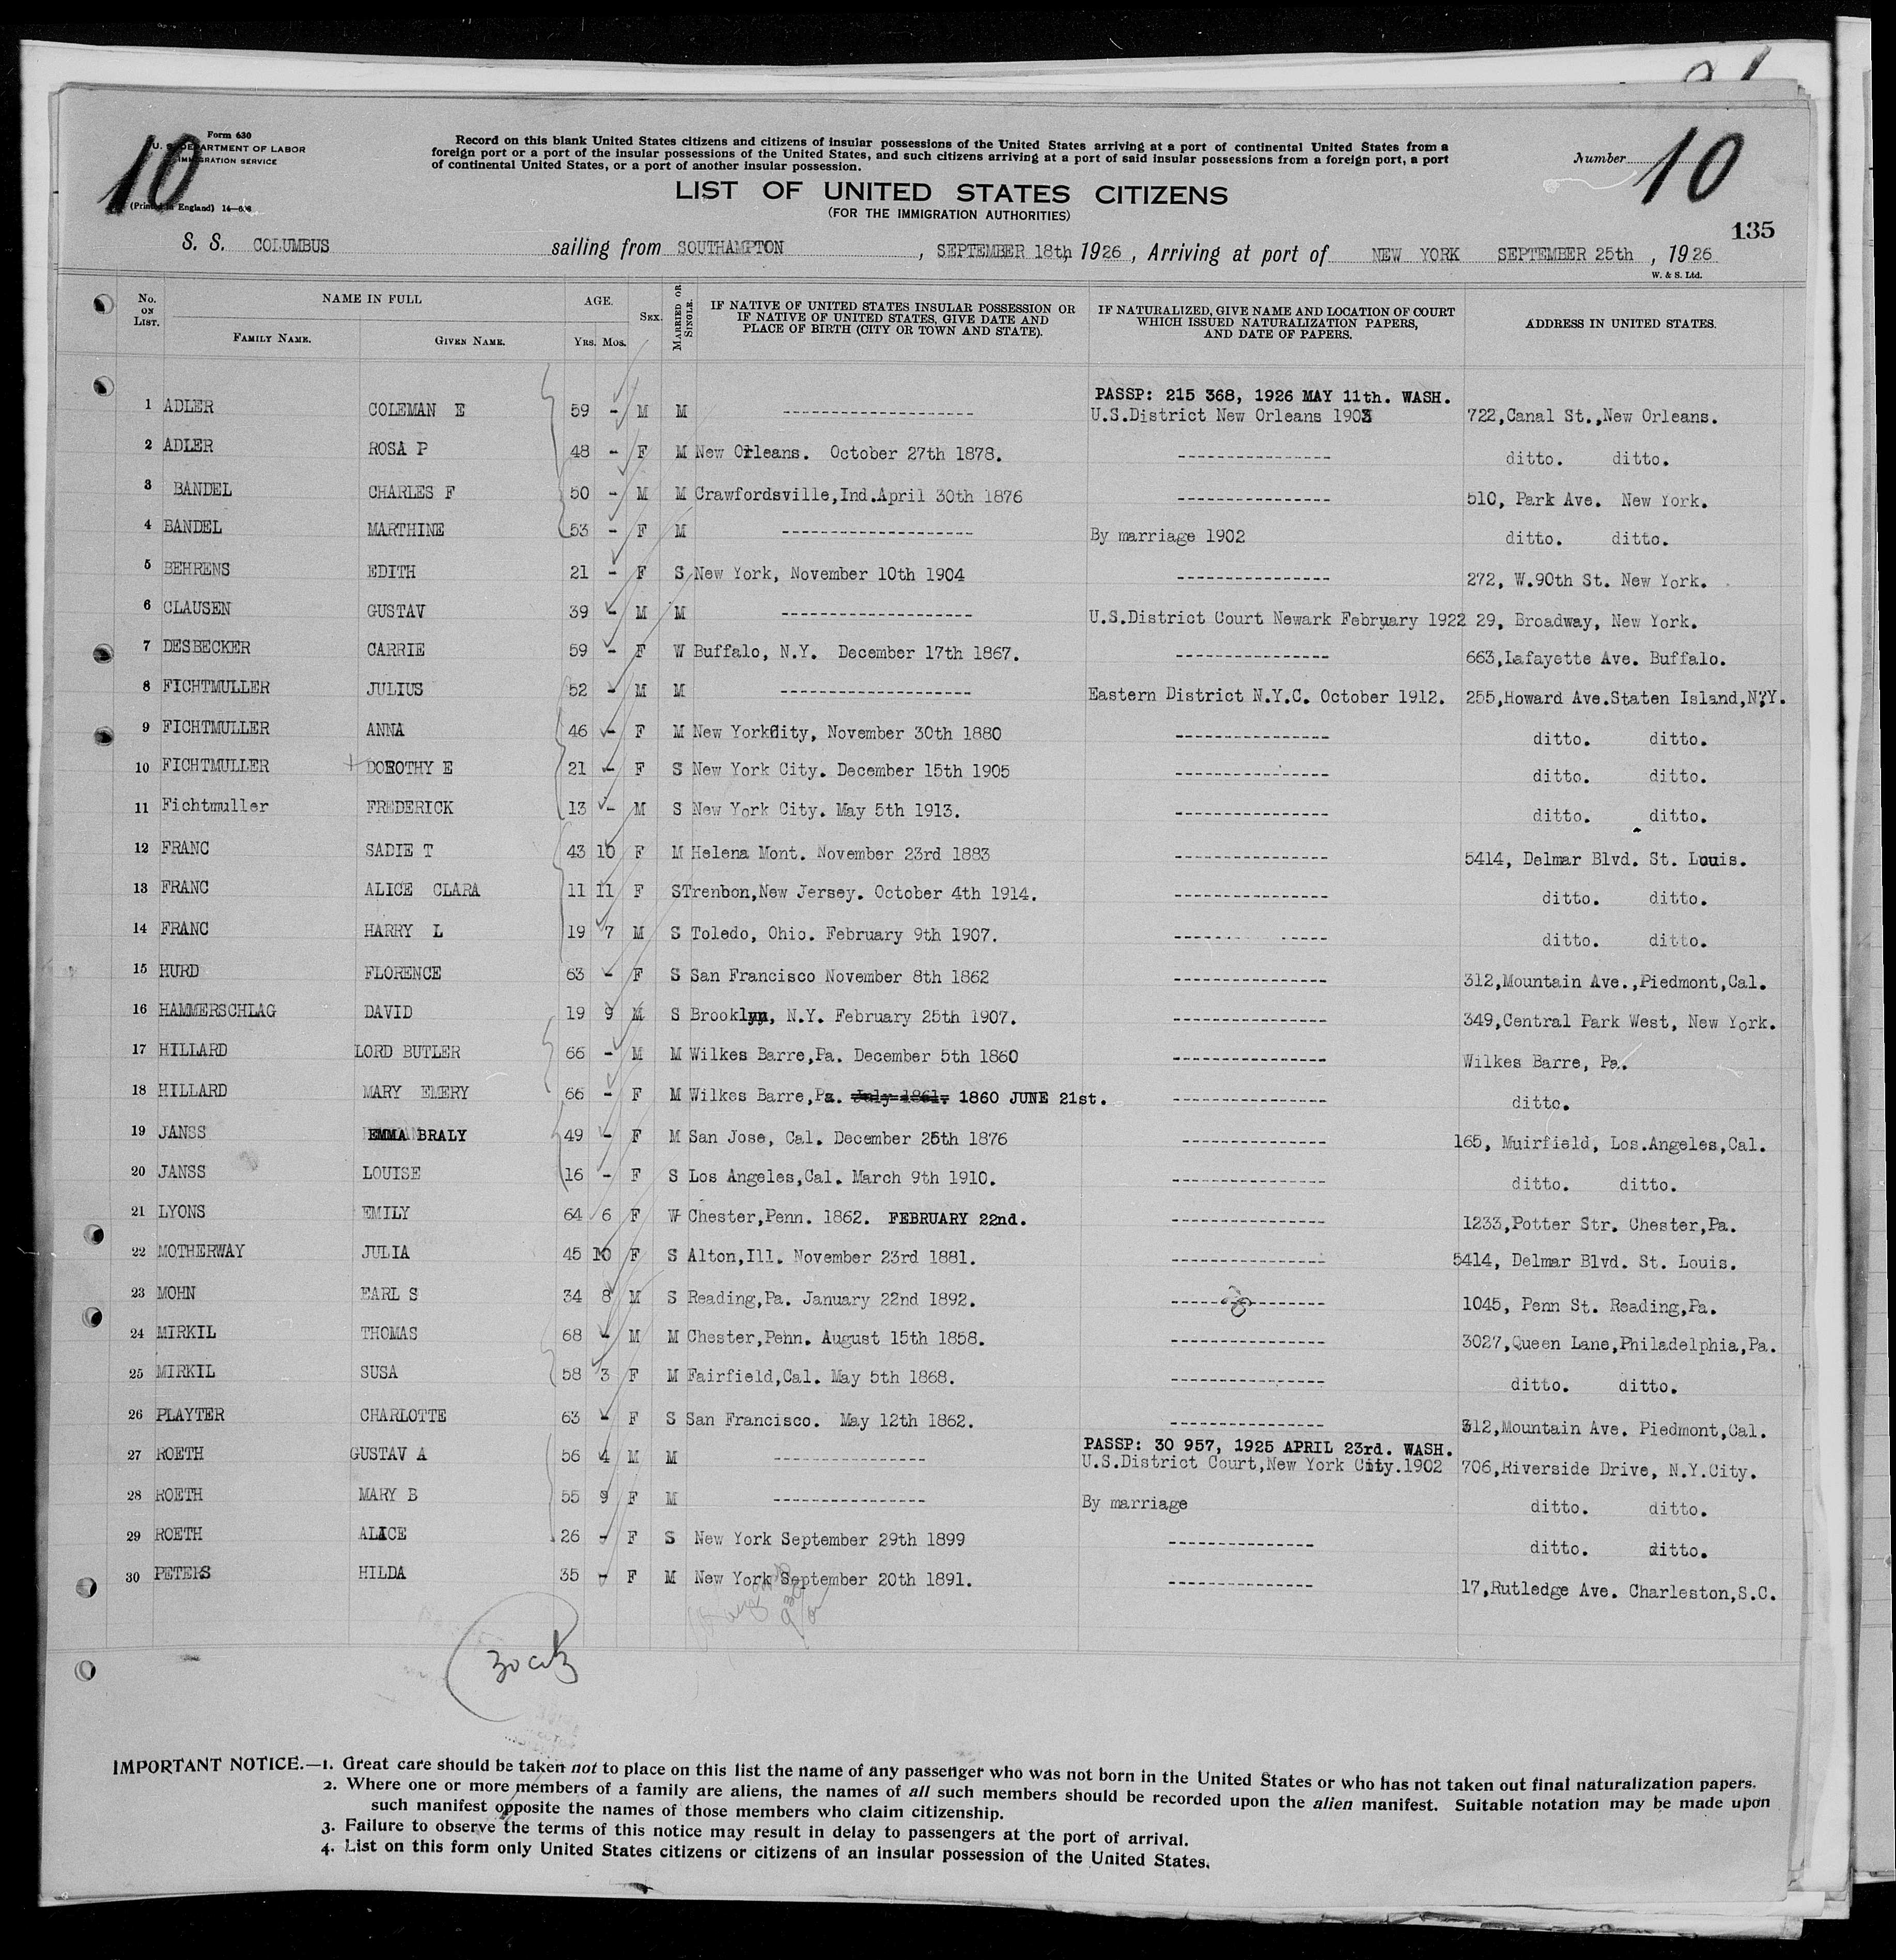 10
Form 630
U. S. DEPARTMENT OF LABOR
IMMIGRATION SERVICE
(Printed in England) 14—608
Record on this blank United States citizens and citizens of insular possessions of the United States arriving at a port of continental United States from a
foreign port or a port of the insular possessions of the United States, and such citizens arriving at a port of said insular possessions from a foreign port, a port
of continental United States, or a port of another insular possession.
Number 10
LIST OF UNITED STATES CITIZENS
(FOR THE IMMIGRATION AUTHORITIES)
135
S. S. COLUMBUS sailing from SOUTHAMPTON, SEPTEMBER 18th, 1926, Arriving at port of NEW YORK SEPTEMBER 25th, 1926
W. & S. Ltd.
No. ON LIST. NAME IN FULL AGE. SEX. MARRIED OR SINGLE. IF NATIVE OF UNITED STATES INSULAR POSSESSION OR IF NATIVE OF UNITED STATES, GIVE DATE AND PLACE OF BIRTH (CITY OR TOWN AND STATE). IF NATURALIZED, GIVE NAME AND LOCATION OF COURT WHICH ISSUED NATURALIZATION PAPERS, AND DATE OF PAPERS. ADDRESS IN UNITED STATES.
FAMILY NAME. GIVEN NAME. YRS. MOS.
PASSP: 215 368, 1926 MAY 11th. WASH.
1 ADLER COLEMAN E 59 - M M ------------------- U.S.District New Orleans 1903 722,Canal St.,New Orleans.
2 ADLER ROSA P 48 - F M New Orleans. October 27th 1878. ---------------- ditto. ditto.
3 BANDEL CHARLES F 50 - M M Crawfordsville,Ind.April 30th 1876 ---------------- 510, Park Ave. New York.
4 BANDEL MARTHINE 53 - F M ------------------- By marriage 1902 ditto. ditto.
5 BEHRENS EDITH 21 - F S New York, November 10th 1904 ---------------- 272, W.90th St. New York.
6 CLAUSEN GUSTAV 39 - M M ------------------- U.S.District Court Newark February 1922 29, Broadway, New York.
7 DESBECKER CARRIE 59 - F W Buffalo, N.Y. December 17th 1867. ---------------- 663,Lafayette Ave. Buffalo.
8 FICHTMULLER JULIUS 52 - M M ------------------- Eastern District N.Y.C. October 1912. 255,Howard Ave.Staten Island,N.Y.
9 FICHTMULLER ANNA 46 - F M New York City, November 30th 1880 ---------------- ditto. ditto.
10 FICHTMULLER DOROTHY E 21 - F S New York City. December 15th 1905 ---------------- ditto. ditto.
11 Fichtmuller FREDERICK 13 - M S New York City. May 5th 1913. ---------------- ditto. ditto.
12 FRANC SADIE T 43 10 F M Helena Mont. November 23rd 1883 ---------------- 5414, Delmar Blvd. St. Louis.
13 FRANC ALICE CLARA 11 11 F S Trenbon,New Jersey. October 4th 1914. ---------------- ditto. ditto.
14 FRANC HARRY L 19 7 M S Toledo, Ohio. February 9th 1907. ---------------- ditto. ditto.
15 HURD FLORENCE 63 - F S San Francisco November 8th 1862 ---------------- 312,Mountain Ave.,Piedmont,Cal.
16 HAMMERSCHLAG DAVID 19 9 M S Brooklyn, N.Y. February 25th 1907. ---------------- 349,Central Park West, New York.
17 HILLARD LORD BUTLER 66 - M M Wilkes Barre,Pa. December 5th 1860 ---------------- Wilkes Barre, Pa.
18 HILLARD MARY EMERY 66 - F M Wilkes Barre,Pa. July 1861. 1860 JUNE 21st. ---------------- ditto.
19 JANSS EMMA BRALY 49 - F M San Jose, Cal. December 25th 1876 ---------------- 165, Muirfield, Los.Angeles,Cal.
20 JANSS LOUISE 16 - F S Los Angeles,Cal. March 9th 1910. ---------------- ditto. ditto.
21 LYONS EMILY 64 6 F W Chester,Penn. 1862. FEBRUARY 22nd. ---------------- 1233,Potter Str. Chester,Pa.
22 MOTHERWAY JULIA 45 10 F S Alton,Ill. November 23rd 1881. ---------------- 5414, Delmar Blvd. St. Louis.
23 MOHN EARL S 34 8 M S Reading,Pa. January 22nd 1892. ---------------- 1045, Penn St. Reading,Pa.
24 MIRKIL THOMAS 68 - M M Chester,Penn. August 15th 1858. ---------------- 3027,Queen Lane,Philadelphia,Pa.
25 MIRKIL SUSA 58 3 F M Fairfield,Cal. May 5th 1868. ---------------- ditto. ditto.
26 PLAYTER CHARLOTTE 63 - F S San Francisco. May 12th 1862. ---------------- 312,Mountain Ave. Piedmont,Cal.
PASSP: 30 957, 1925 APRIL 23rd. WASH.
27 ROETH GUSTAV A 56 4 M M ---------------- U.S.District Court,New York City.1902 706,Riverside Drive, N.Y.City.
28 ROETH MARY B 55 9 F M ---------------- By marriage ditto. ditto.
29 ROETH ALICE 26 - F S New York September 29th 1899 --------------- ditto. ditto.
30 PETERS HILDA 35 - F M New York September 20th 1891. --------------- 17,Rutledge Ave. Charleston,S.C.
IMPORTANT NOTICE.—1. Great care should be taken not to place on this list the name of any passenger who was not born in the United States or who has not taken out final naturalization papers.
2. Where one or more members of a family are aliens, the names of all such members should be recorded upon the alien manifest. Suitable notation may be made upon
such manifest opposite the names of those members who claim citizenship.
3. Failure to observe the terms of this notice may result in delay to passengers at the port of arrival.
4. List on this form only United States citizens or citizens of an insular possession of the United States.